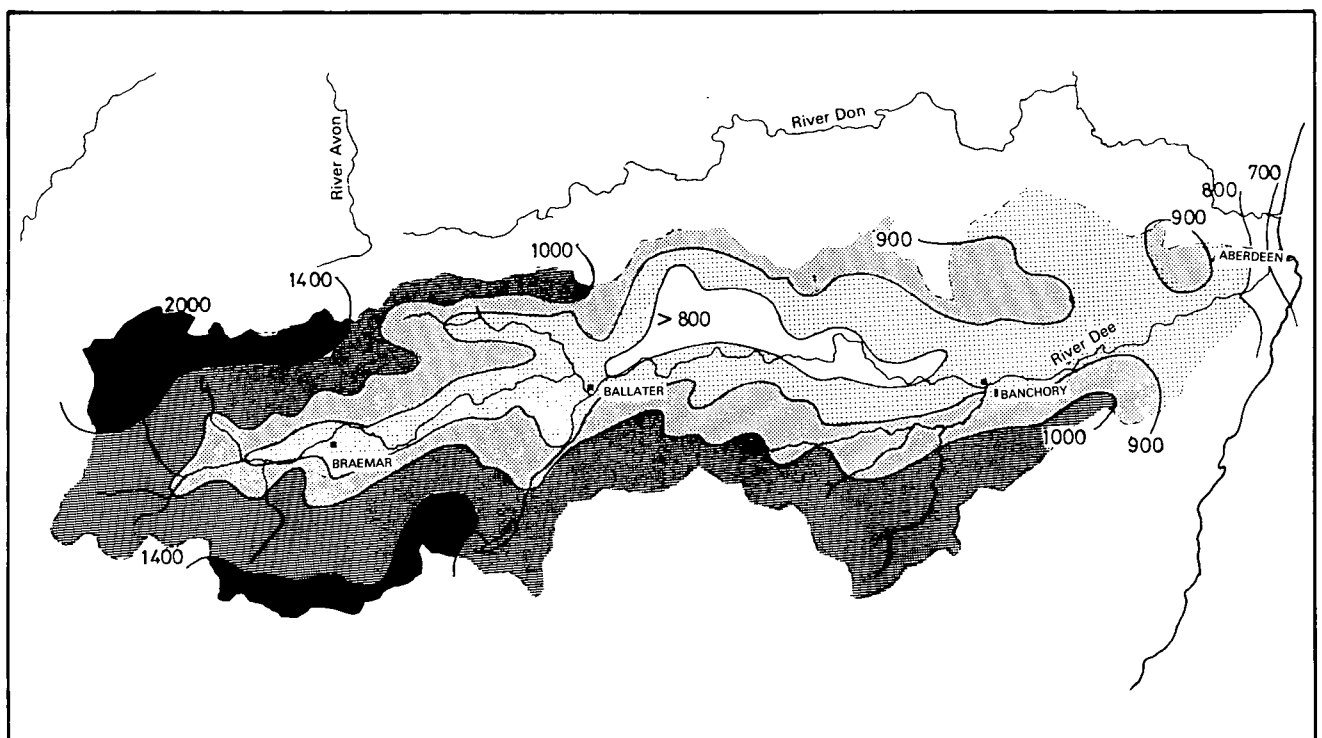 River Avon
River Don
700
800
900
900
ABERDEEN
1000
1400
2000
> 800
River Dee
BALLATER
BANCHORY
1000
900
BRAEMAR
1400